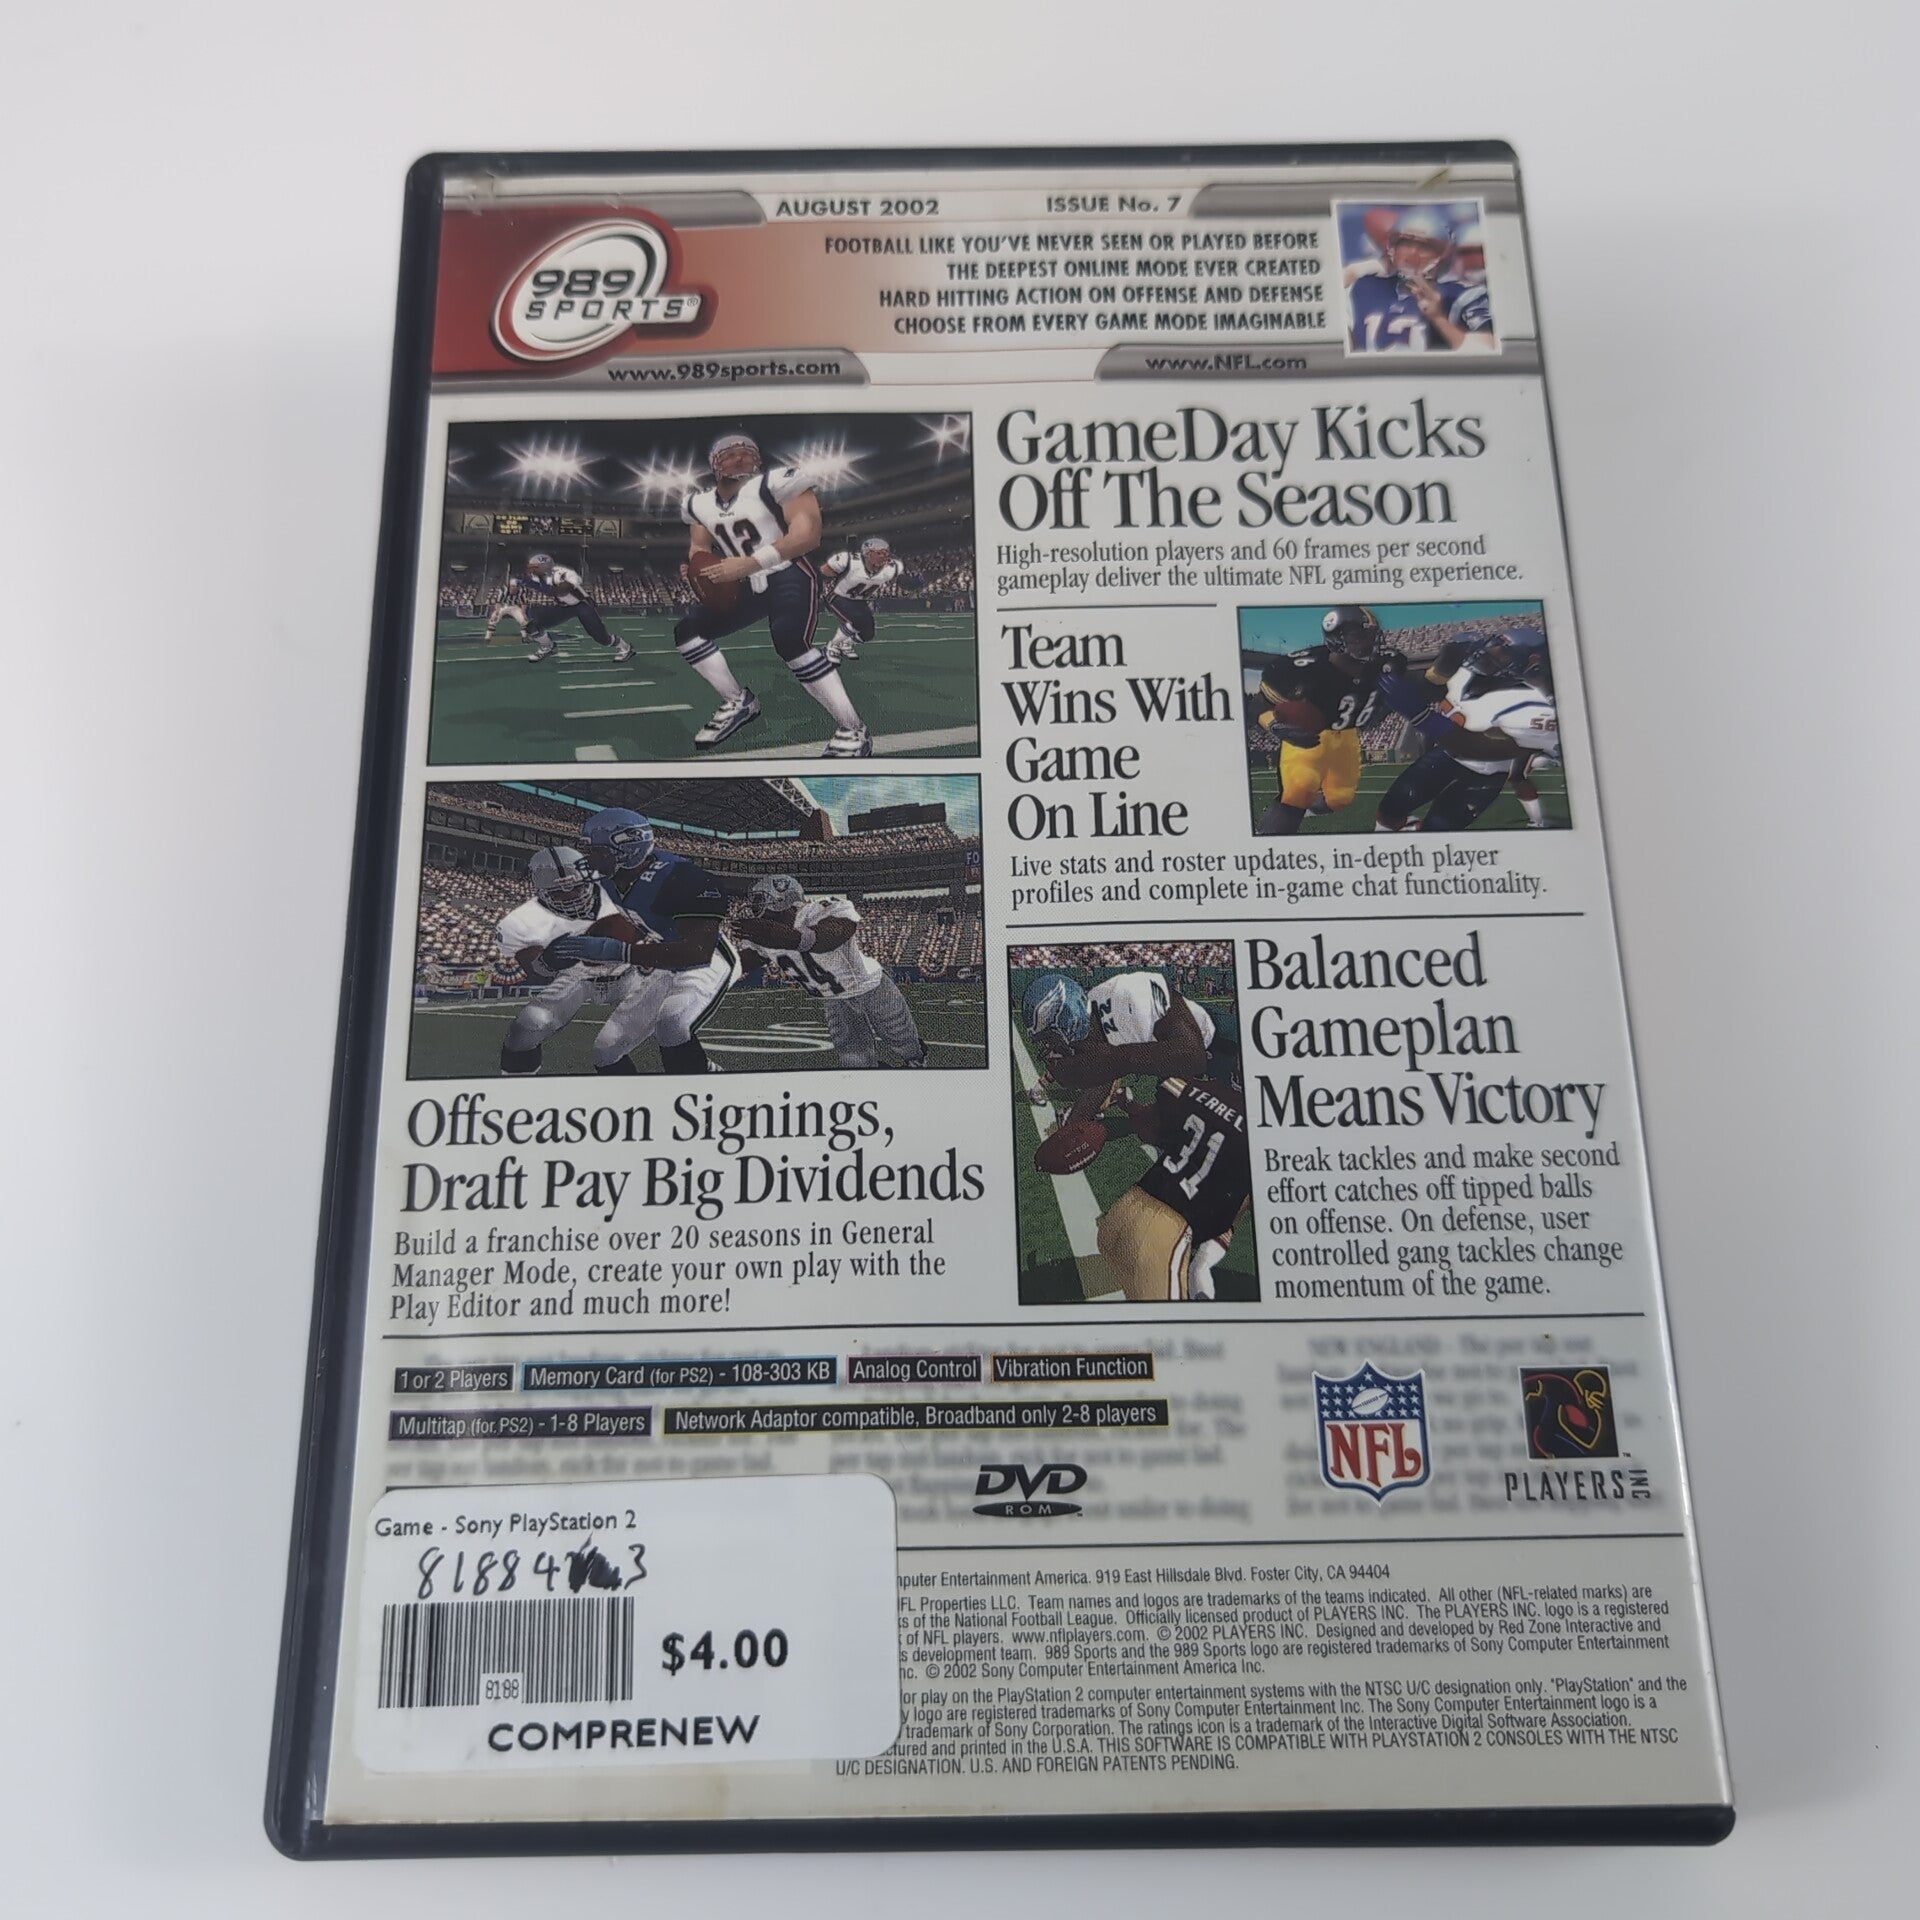 AUGUST 2002 ISSUE No. 7
989 SPORTS®
FOOTBALL LIKE YOU'VE NEVER SEEN OR PLAYED BEFORE
THE DEEPEST ONLINE MODE EVER CREATED
HARD HITTING ACTION ON OFFENSE AND DEFENSE
CHOOSE FROM EVERY GAME MODE IMAGINABLE
12
www.989sports.com
www.NFL.com
12
GameDay Kicks
Off The Season
High-resolution players and 60 frames per second
gameplay deliver the ultimate NFL gaming experience.
Team
Wins With
Game
On Line
36
56
Live stats and roster updates, in-depth player
profiles and complete in-game chat functionality.
24
Offseason Signings,
Draft Pay Big Dividends
Build a franchise over 20 seasons in General
Manager Mode, create your own play with the
Play Editor and much more!
22
TERREL
31
Balanced
Gameplan
Means Victory
Break tackles and make second
effort catches off tipped balls
on offense. On defense, user
controlled gang tackles change
momentum of the game.
1 or 2 Players
Memory Card (for PS2) - 108-303 KB
Analog Control
Vibration Function
Multitap (for PS2) - 1-8 Players
Network Adaptor compatible, Broadband only 2-8 players
DVD
ROM
NFL
PLAYERS INC
Game - Sony PlayStation 2
81884 3
8188
$4.00
COMPRENEW
Entertainment America. 919 East Hillsdale Blvd. Foster City, CA 94404
Properties LLC. Team names and logos are trademarks of the teams indicated. All other (NFL-related marks) are
of the National Football League. Officially licensed product of PLAYERS INC. The PLAYERS INC. logo is a registered
of NFL players. www.nflplayers.com. © 2002 PLAYERS INC. Designed and developed by Red Zone Interactive and
development team. 989 Sports and the 989 Sports logo are registered trademarks of Sony Computer Entertainment
© 2002 Sony Computer Entertainment America Inc.
for play on the PlayStation 2 computer entertainment systems with the NTSC U/C designation only. "PlayStation" and the
logo are registered trademarks of Sony Computer Entertainment Inc. The Sony Computer Entertainment logo is a
trademark of Sony Corporation. The ratings icon is a trademark of the Interactive Digital Software Association.
and printed in the U.S.A. THIS SOFTWARE IS COMPATIBLE WITH PLAYSTATION 2 CONSOLES WITH THE NTSC
U/C DESIGNATION. U.S. AND FOREIGN PATENTS PENDING.